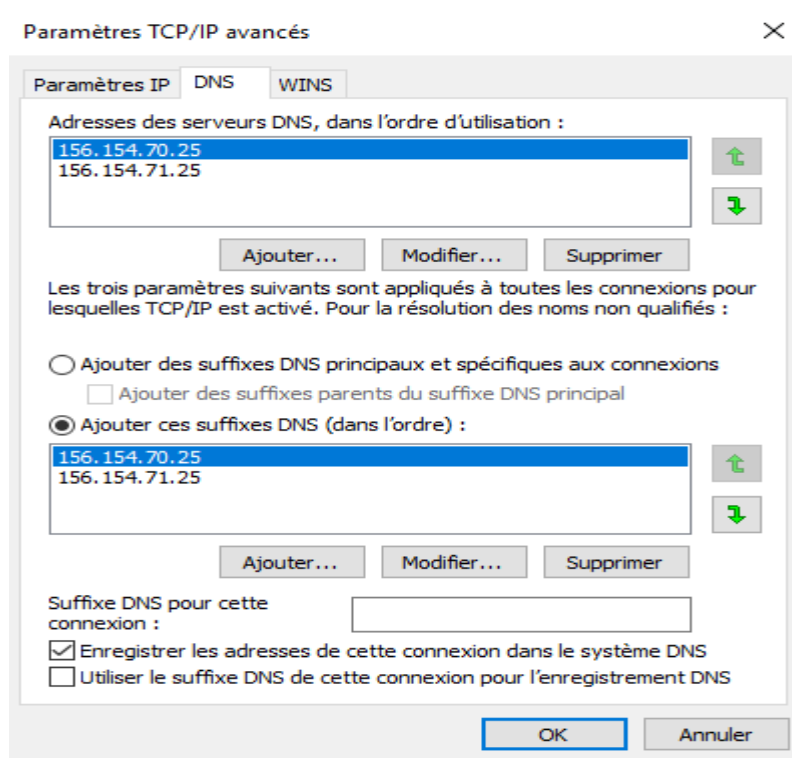 Paramètres TCP/IP avancés
Paramètres IP DNS WINS
Adresses des serveurs DNS, dans l'ordre d'utilisation :
156.154.70.25
156.154.71.25
Ajouter... Modifier... Supprimer
Les trois paramètres suivants sont appliqués à toutes les connexions pour
lesquelles TCP/IP est activé. Pour la résolution des noms non qualifiés :
Ajouter des suffixes DNS principaux et spécifiques aux connexions
Ajouter des suffixes parents du suffixe DNS principal
Ajouter ces suffixes DNS (dans l'ordre) :
156.154.70.25
156.154.71.25
Ajouter... Modifier... Supprimer
Suffixe DNS pour cette
connexion :
Enregistrer les adresses de cette connexion dans le système DNS
Utiliser le suffixe DNS de cette connexion pour l'enregistrement DNS
OK Annuler